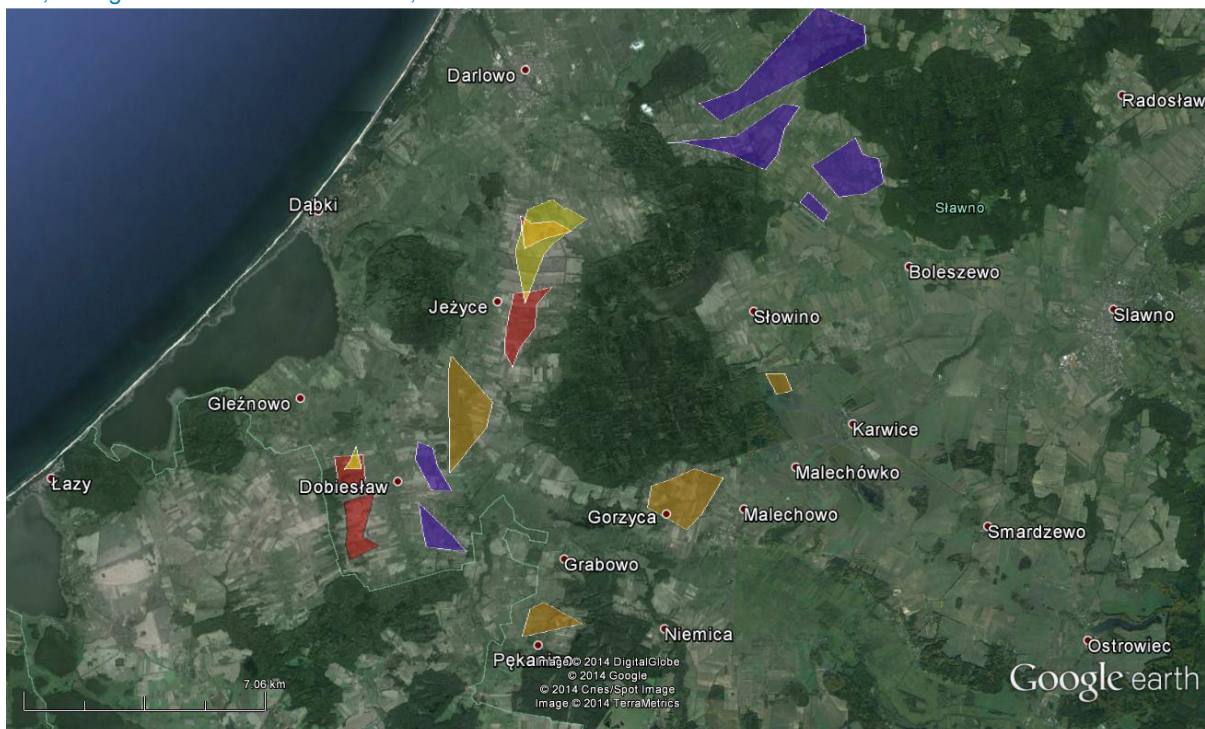 Darlowo
Radosław
Dąbki
Sławno
Boleszewo
Jeżyce
Słowino
Slawno
Gleźnowo
Karwice
Malechówko
Łazy
Dobiesław
Gorzyca
Malechowo
Smardzewo
Grabowo
Niemica
Ostrowiec
Image © 2014 DigitalGlobe
© 2014 Google
© 2014 Cnes/Spot Image
Image © 2014 TerraMetrics
7.06 km
Google earth